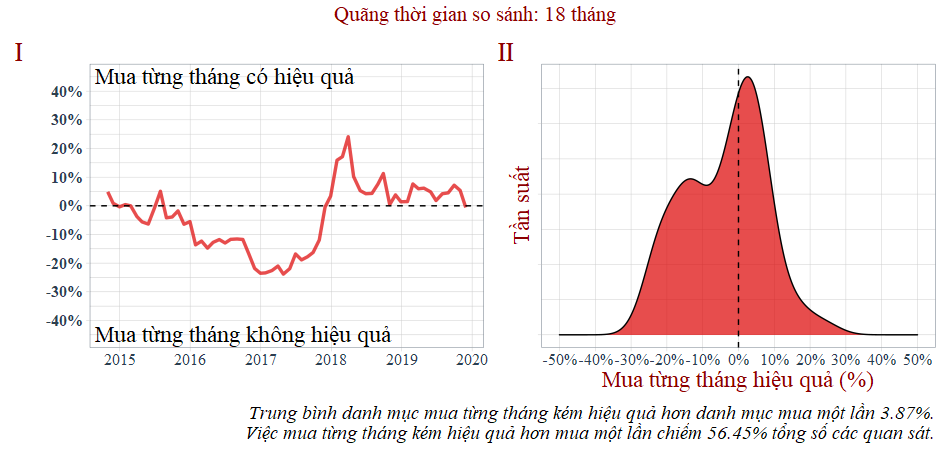 Quãng thời gian so sánh: 18 tháng
I
II
Mua từng tháng có hiệu quả
40%
30%
20%
10%
0%
-10%
-20%
-30%
-40%
Mua từng tháng không hiệu quả
2015 2016 2017 2018 2019 2020
Tần suất
-50% -40% -30% -20% -10% 0% 10% 20% 30% 40% 50%
Mua từng tháng hiệu quả (%)
Trung bình danh mục mua từng tháng kém hiệu quả hơn danh mục mua một lần 3.87%.
Việc mua từng tháng kém hiệu quả hơn mua một lần chiếm 56.45% tổng số các quan sát.